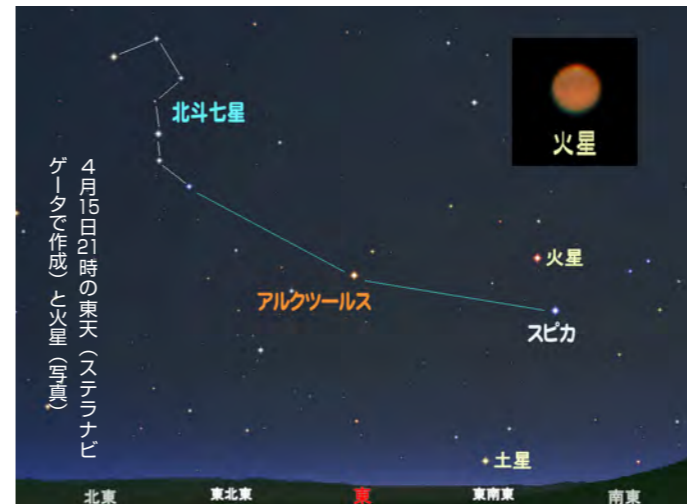 北斗七星
火星
4月15日21時の東天（ステラナビ
ゲータで作成）と火星（写真）
火星
アルクツールス
スピカ
土星
北東
東北東
東
東南東
南東